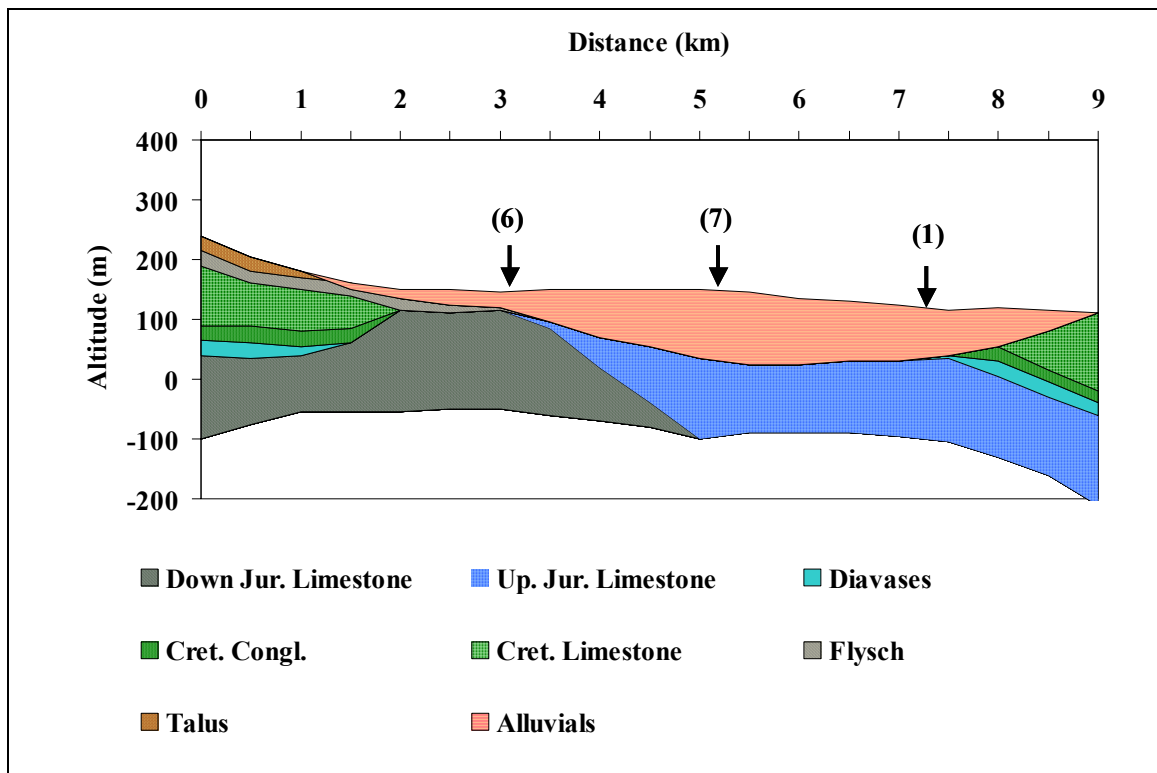 Distance (km)
0 1 2 3 4 5 6 7 8 9
Altitude (m)
400
300
200
100
0
-100
-200
(6) (7) (1)
Down Jur. Limestone Up. Jur. Limestone Diavases
Cret. Congl. Cret. Limestone Flysch
Talus Alluvials